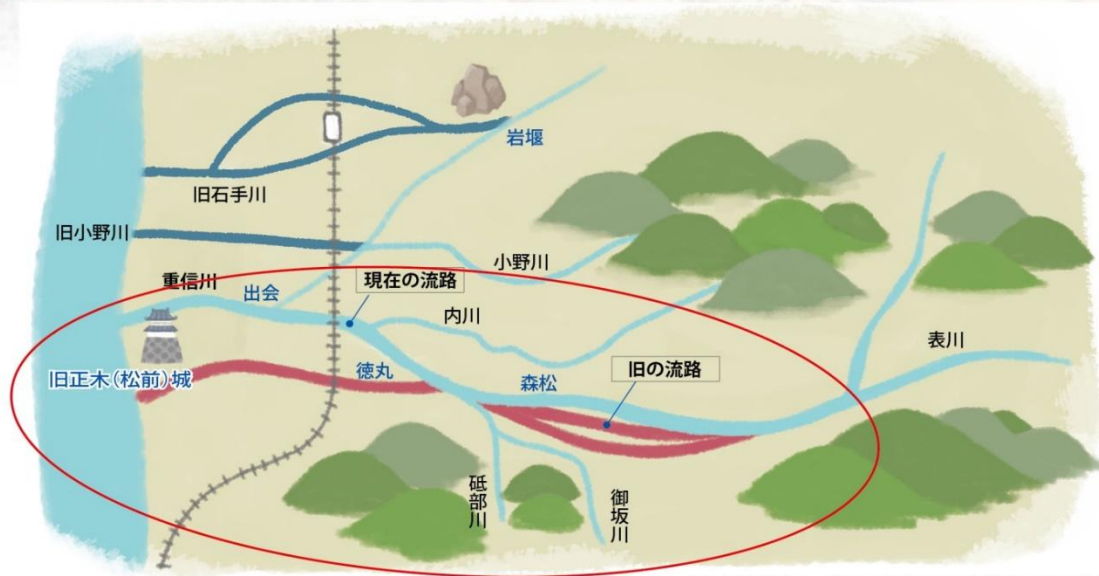 岩堰
旧石手川
旧小野川
小野川
重信川
出会
現在の流路
内川
表川
旧正木(松前)城
徳丸
森松
旧の流路
砥部川
御坂川